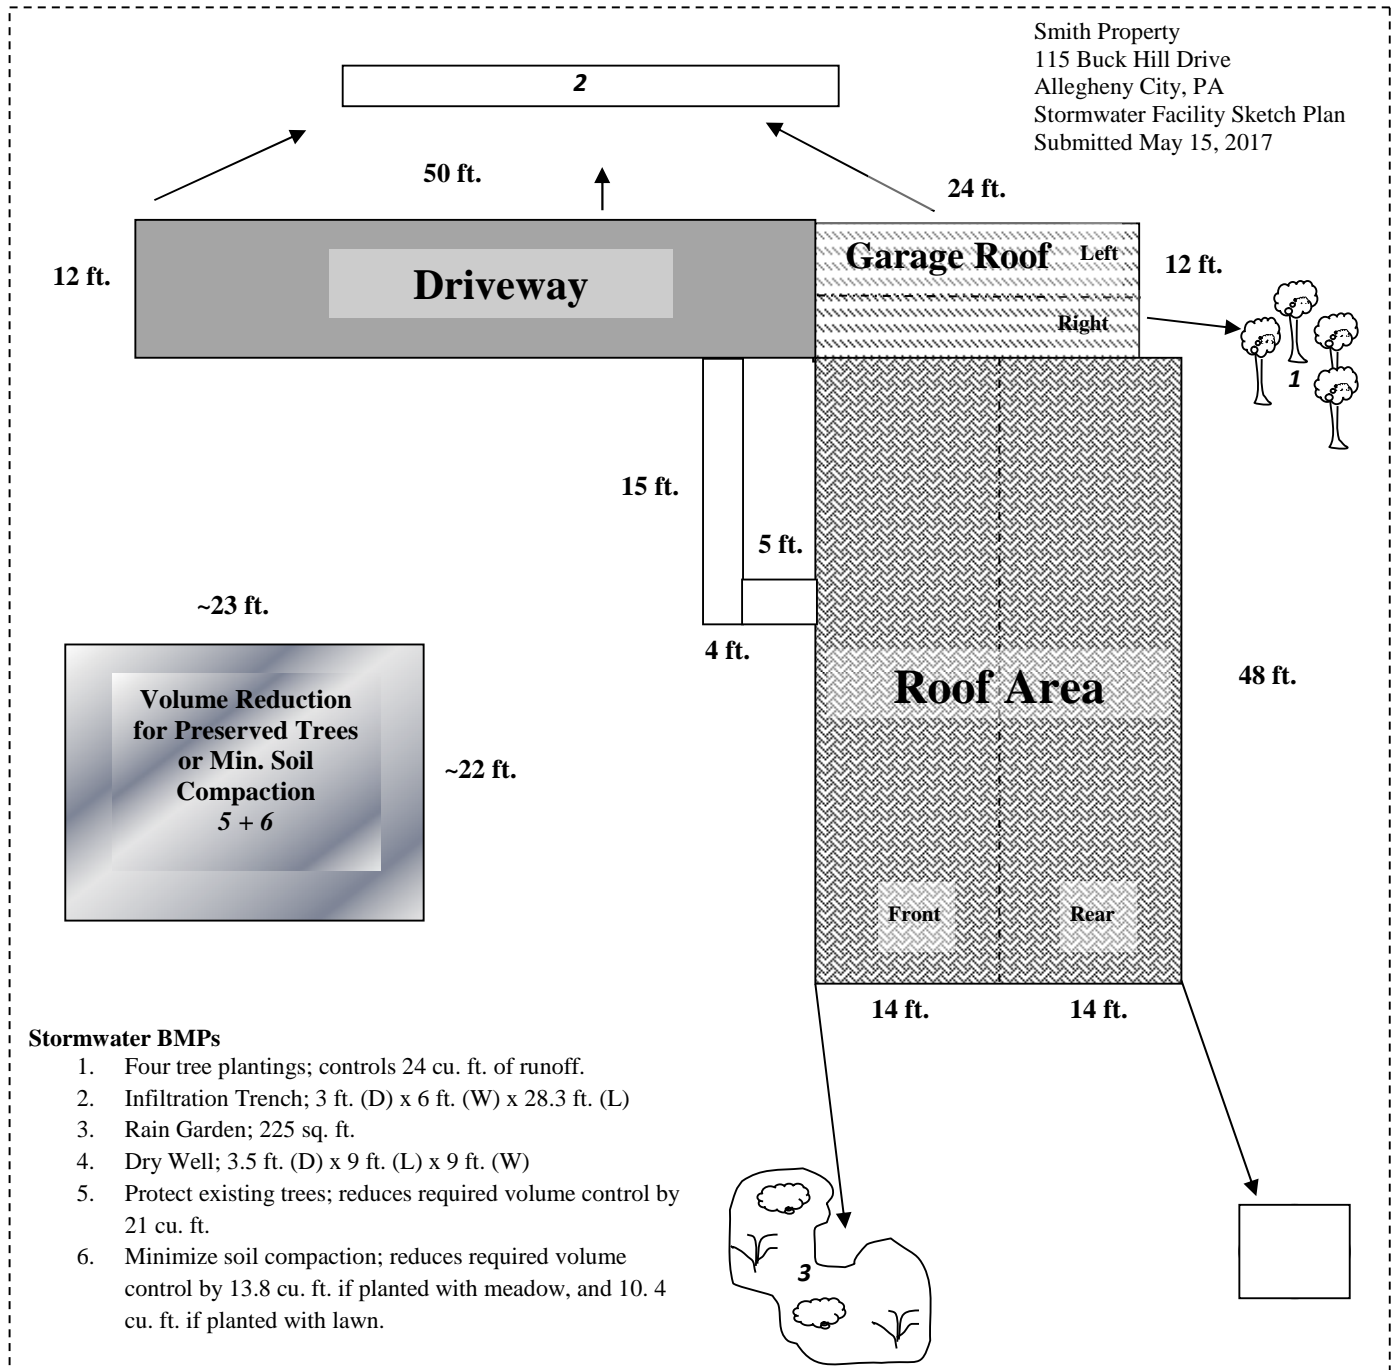 Smith Property
115 Buck Hill Drive
Allegheny City, PA
Stormwater Facility Sketch Plan
Submitted May 15, 2017
2
50 ft.
24 ft.
12 ft.
Driveway
Garage Roof
Left
Right
12 ft.
1
15 ft.
5 ft.
4 ft.
~23 ft.
Volume Reduction
for Preserved Trees
or Min. Soil
Compaction
5 + 6
~22 ft.
Roof Area
48 ft.
Front
Rear
14 ft.
14 ft.
Stormwater BMPs
1. Four tree plantings; controls 24 cu. ft. of runoff.
2. Infiltration Trench; 3 ft. (D) x 6 ft. (W) x 28.3 ft. (L)
3. Rain Garden; 225 sq. ft.
4. Dry Well; 3.5 ft. (D) x 9 ft. (L) x 9 ft. (W)
5. Protect existing trees; reduces required volume control by
21 cu. ft.
6. Minimize soil compaction; reduces required volume
control by 13.8 cu. ft. if planted with meadow, and 10. 4
cu. ft. if planted with lawn.
3